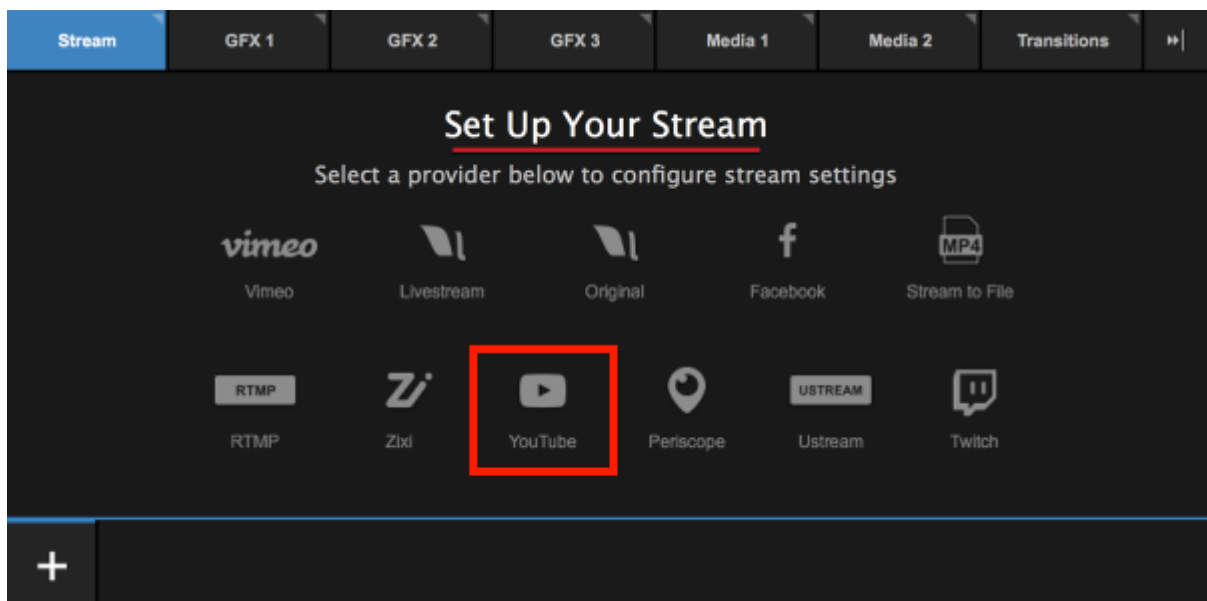 Stream GFX 1 GFX 2 GFX 3 Media 1 Media 2 Transitions
Set Up Your Stream
Select a provider below to configure stream settings
vimeo f MP4
Vimeo Livestream Original Facebook Stream to File
RTMP Zi USTREAM
RTMP Zixi YouTube Periscope Ustream Twitch
+